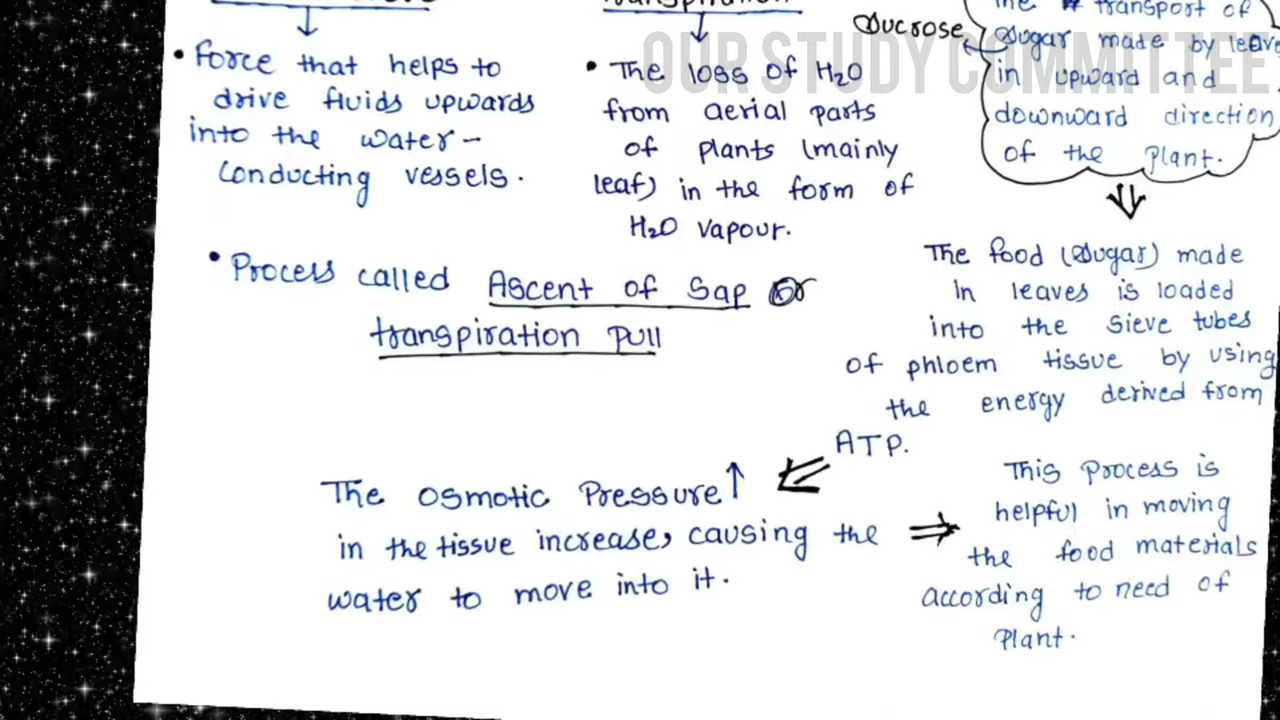 Transpiration
OUR STUDY COMMITTEE
• Force that helps to
drive fluids upwards
into the water-
Conducting vessels.
• The loss of H₂O
from aerial parts
of plants (mainly
leaf) in the form of
H₂O vapour.
• Process called Ascent of Sap or
transpiration pull
Sucrose
the transport of
Sugar made by leave
in upward and
downward direction
of the Plant.
The food (Sugar) made
in leaves is loaded
into the sieve tubes
of phloem tissue by using
the energy derived from
ATP.
The Osmotic Pressure↑
in the tissue increase, causing the
water to move into it.
This Process is
helpful in moving
the food materials
according to need of
Plant.